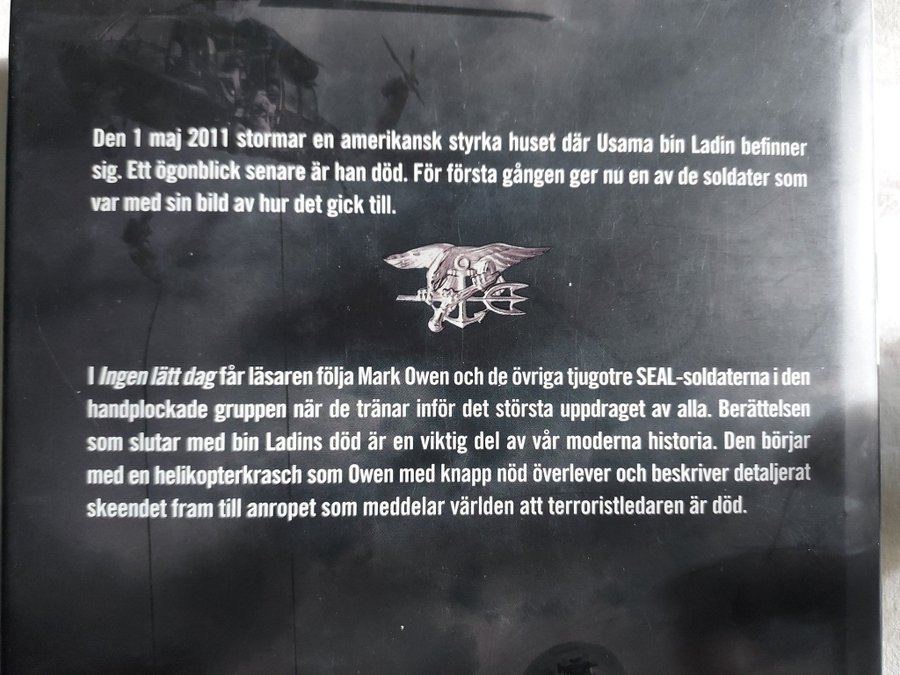 Den 1 maj 2011 stormar en amerikansk styrka huset där Usama bin Ladin befinner
sig. Ett ögonblick senare är han död. För första gången ger nu en av de soldater som
var med sin bild av hur det gick till.
I Ingen lätt dag får läsaren följa Mark Owen och de övriga tjugotre SEAL-soldaterna i den
handplockade gruppen när de tränar inför det största uppdraget av alla. Berättelsen
som slutar med bin Ladins död är en viktig del av vår moderna historia. Den börjar
med en helikopterkrasch som Owen med knapp nöd överlever och beskriver detaljerat
skeendet fram till anropet som meddelar världen att terroristledaren är död.